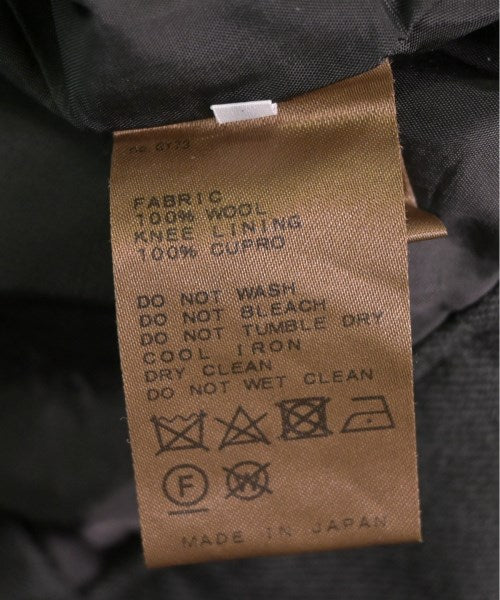 GY73
FABRIC
100% WOOL
KNEE LINING
100% CUPRO
DO NOT WASH
DO NOT BLEACH
DO NOT TUMBLE DRY
COOL IRON
DRY CLEAN
DO NOT WET CLEAN
F W
MADE IN JAPAN